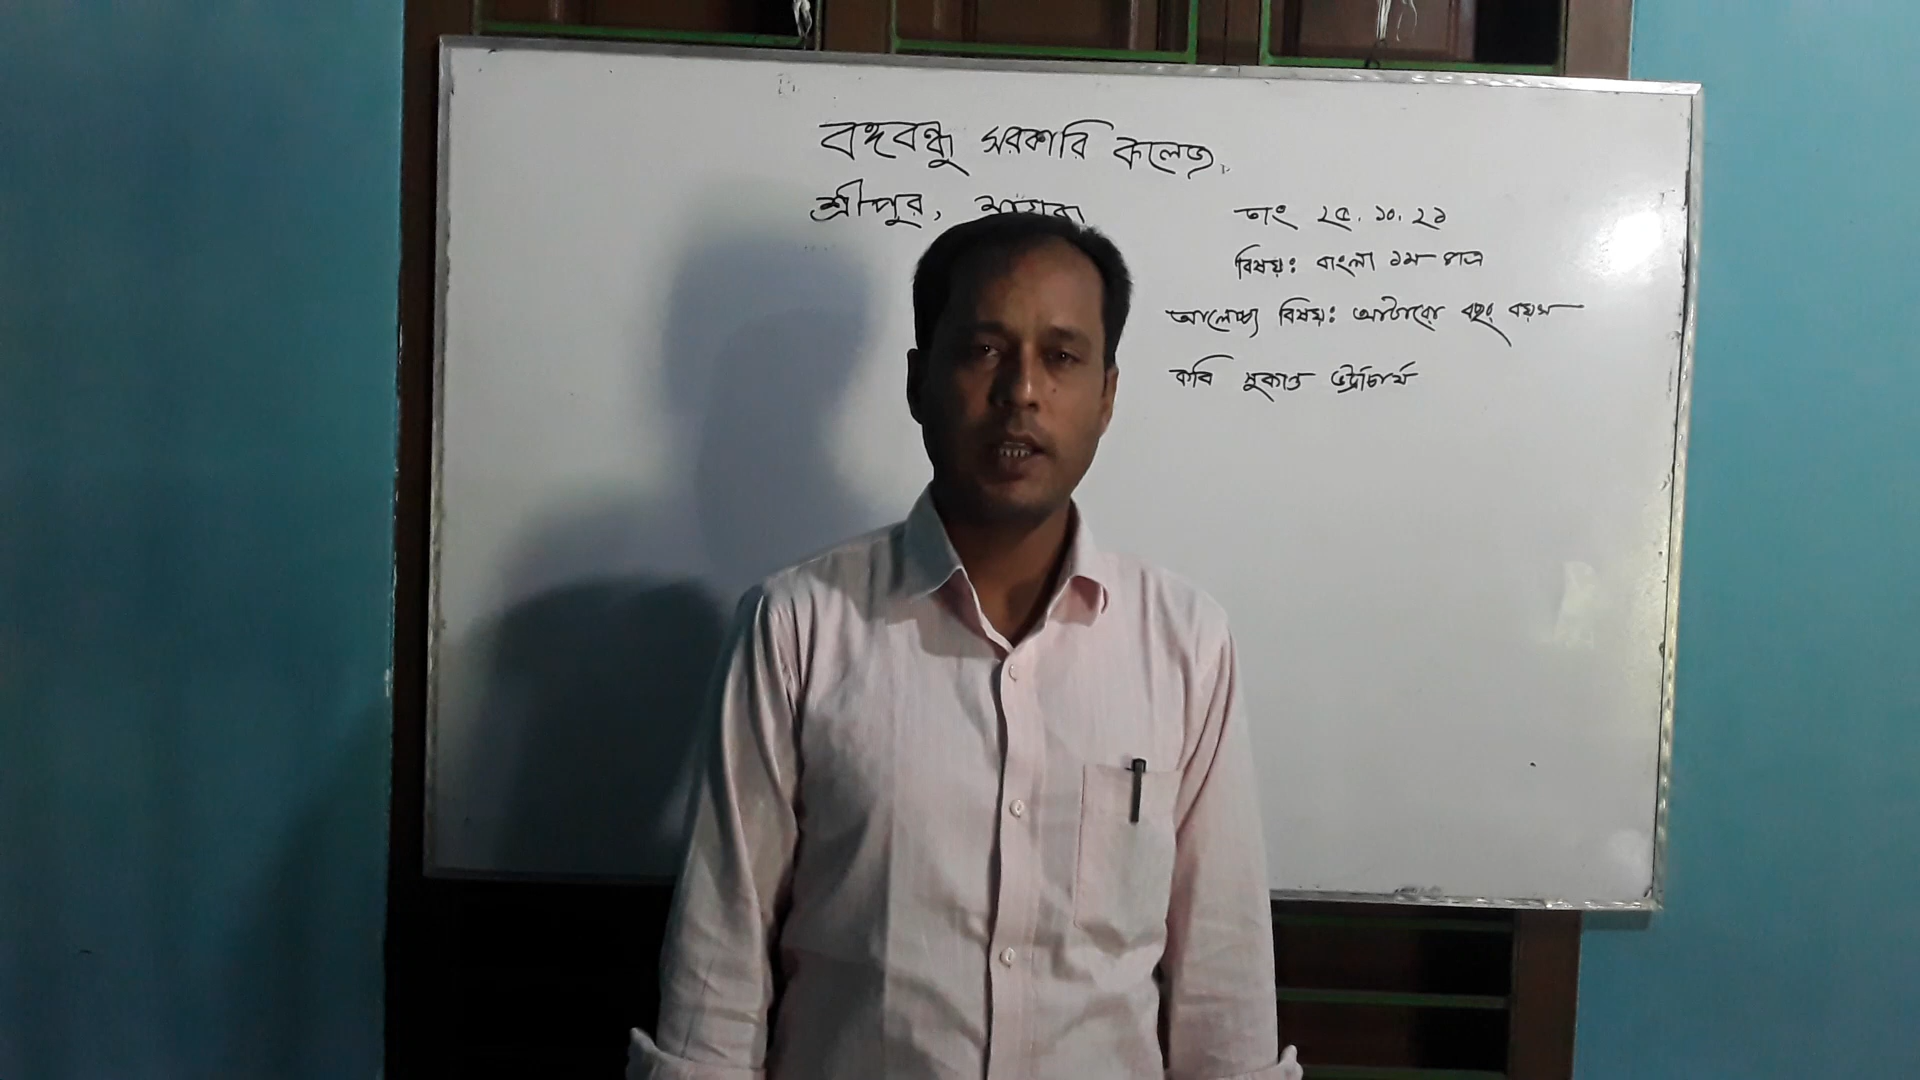 বঙ্গবন্ধু সরকারি কলেজ,
শ্রীপুর, মাগুরা
তাং ২৫.১০.২১
বিষয়ঃ বাংলা ১ম পত্র
আলোচ্য বিষয়ঃ আঠারো বছর বয়স
কবি সুকান্ত ভট্টাচার্য